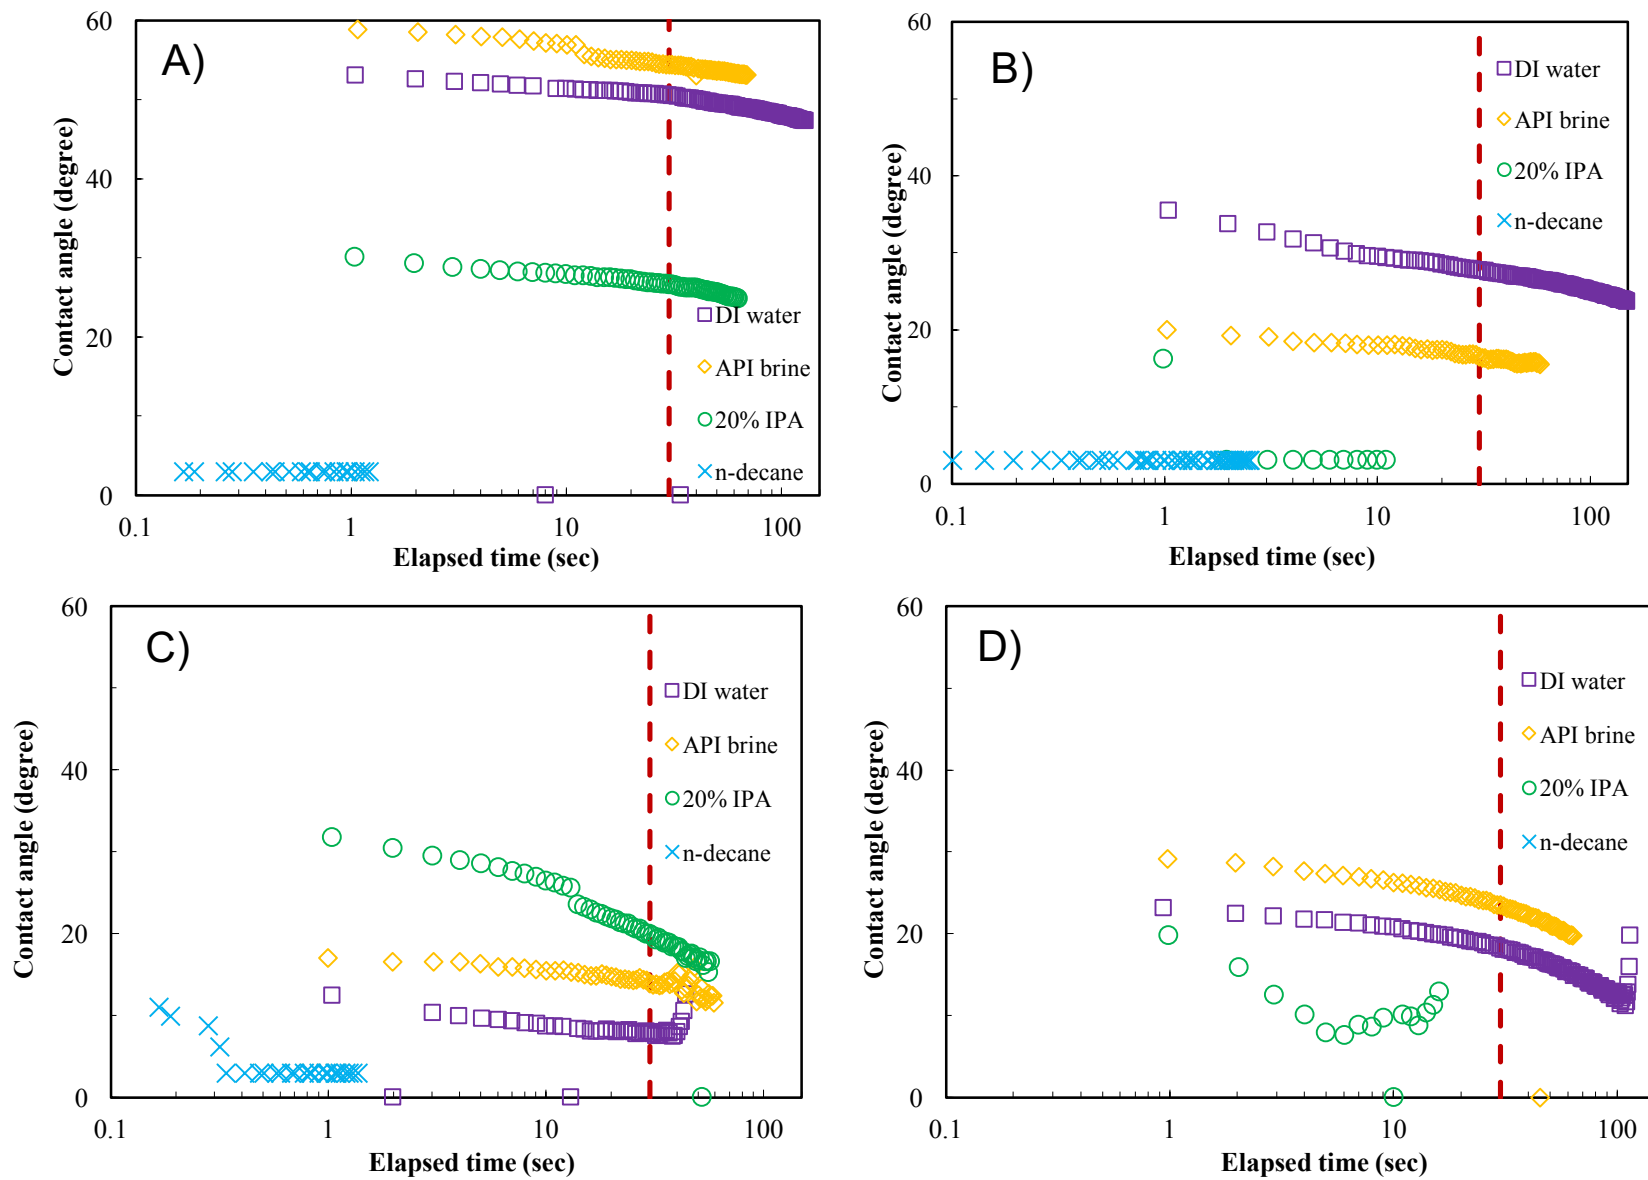 A)
60
40
20
0
0.1 1 10 100
Contact angle (degree)
Elapsed time (sec)
DI water
API brine
20% IPA
n-decane
B)
60
40
20
0
0.1 1 10 100
Contact angle (degree)
Elapsed time (sec)
DI water
API brine
20% IPA
n-decane
C)
60
40
20
0
0.1 1 10 100
Contact angle (degree)
Elapsed time (sec)
DI water
API brine
20% IPA
n-decane
D)
60
40
20
0
0.1 1 10 100
Contact angle (degree)
Elapsed time (sec)
DI water
API brine
20% IPA
n-decane